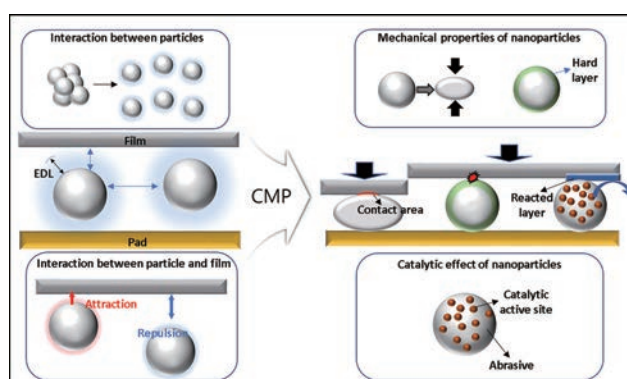 Interaction between particles
Film
EDL
Pad
Interaction between particle and film
Attraction
Repulsion
CMP
Mechanical properties of nanoparticles
Hard
layer
Contact area
Reacted
layer
Catalytic effect of nanoparticles
Catalytic
active site
Abrasive